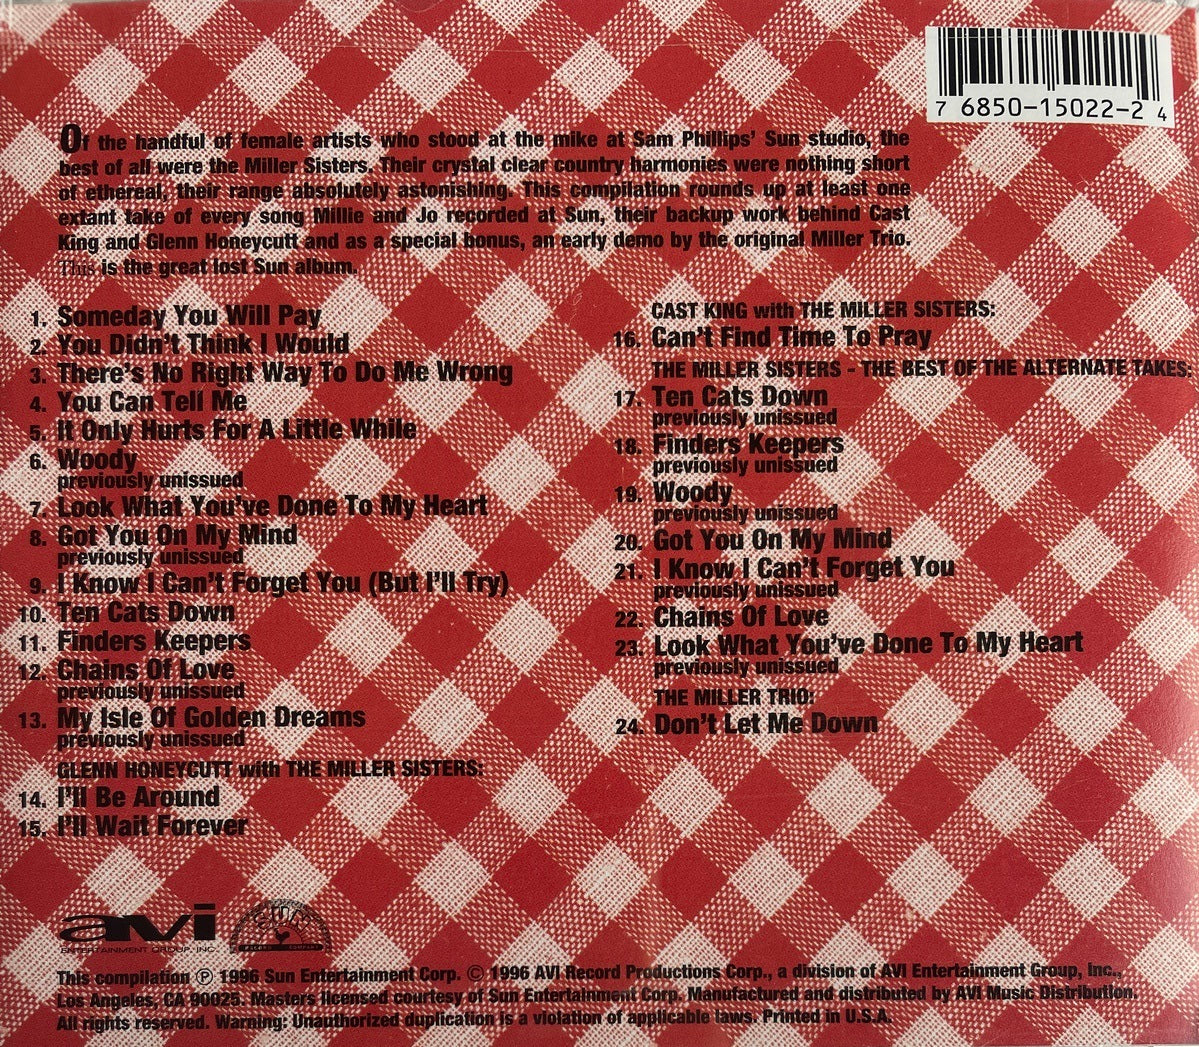 7 6850-15022-2 4
Of the handful of female artists who stood at the mike at Sam Phillips' Sun studio, the
best of all were the Miller Sisters. Their crystal clear country harmonies were nothing short
of ethereal, their range absolutely astonishing. This compilation rounds up at least one
extant take of every song Millie and Jo recorded at Sun, their backup work behind Cast
King and Glenn Honeycutt and as a special bonus, an early demo by the original Miller Trio.
This is the great lost Sun album.
1. Someday You Will Pay
2. You Didn't Think I Would
3. There's No Right Way To Do Me Wrong
4. You Can Tell Me
5. It Only Hurts For A Little While
6. Woody
previously unissued
7. Look What You've Done To My Heart
8. Got You On My Mind
previously unissued
9. I Know I Can't Forget You (But I'll Try)
10. Ten Cats Down
11. Finders Keepers
12. Chains Of Love
previously unissued
13. My Isle Of Golden Dreams
previously unissued
GLENN HONEYCUTT with THE MILLER SISTERS:
14. I'll Be Around
15. I'll Wait Forever
CAST KING with THE MILLER SISTERS:
16. Can't Find Time To Pray
THE MILLER SISTERS - THE BEST OF THE ALTERNATE TAKES:
17. Ten Cats Down
previously unissued
18. Finders Keepers
previously unissued
19. Woody
previously unissued
20. Got You On My Mind
21. I Know I Can't Forget You
previously unissued
22. Chains Of Love
23. Look What You've Done To My Heart
previously unissued
THE MILLER TRIO:
24. Don't Let Me Down
avi
ENTERTAINMENT GROUP, INC
SUN
RECORD COMPANY
This compilation ℗ 1996 Sun Entertainment Corp. © 1996 AVI Record Productions Corp., a division of AVI Entertainment Group, Inc.,
Los Angeles, CA 90025. Masters licensed courtesy of Sun Entertainment Corp. Manufactured and distributed by AVI Music Distribution.
All rights reserved. Warning: Unauthorized duplication is a violation of applicable laws. Printed in U.S.A.